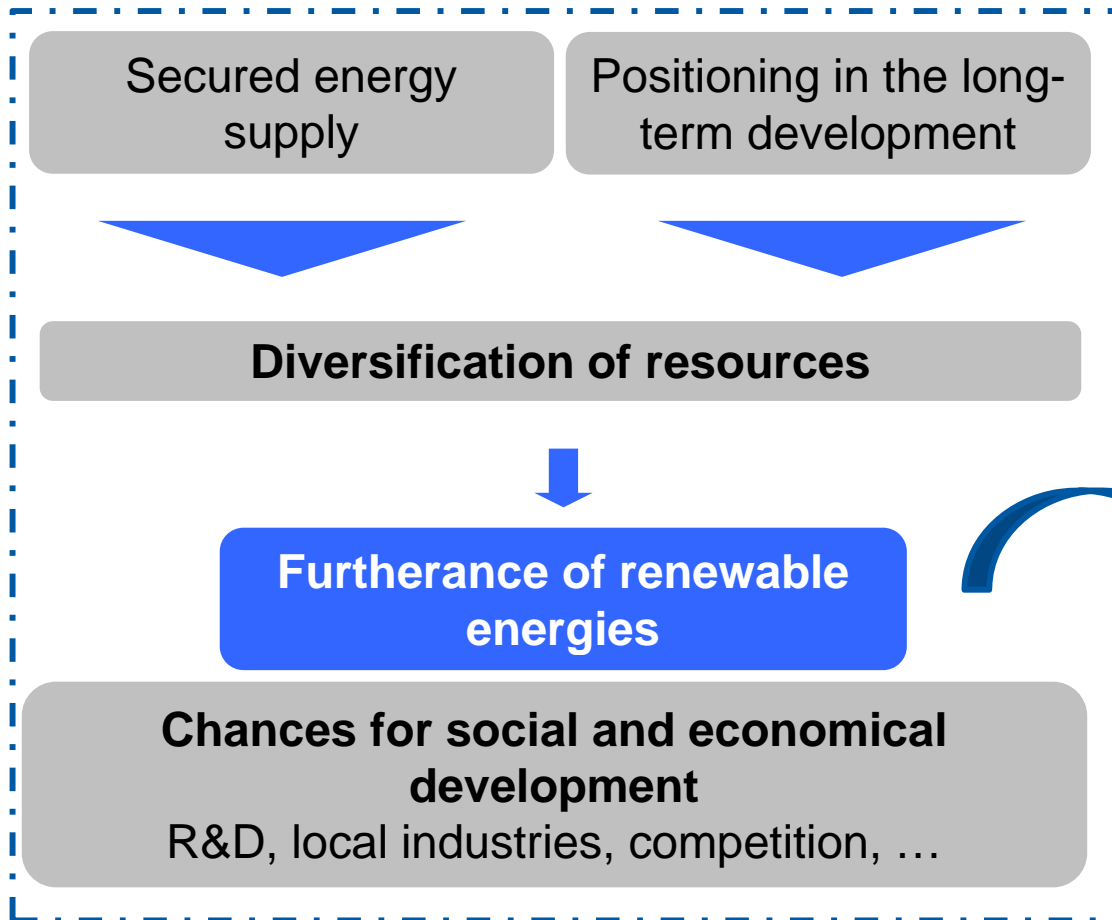 Secured energy
supply
Positioning in the long-
term development
Diversification of resources
Furtherance of renewable
energies
Chances for social and economical
development
R&D, local industries, competition, …